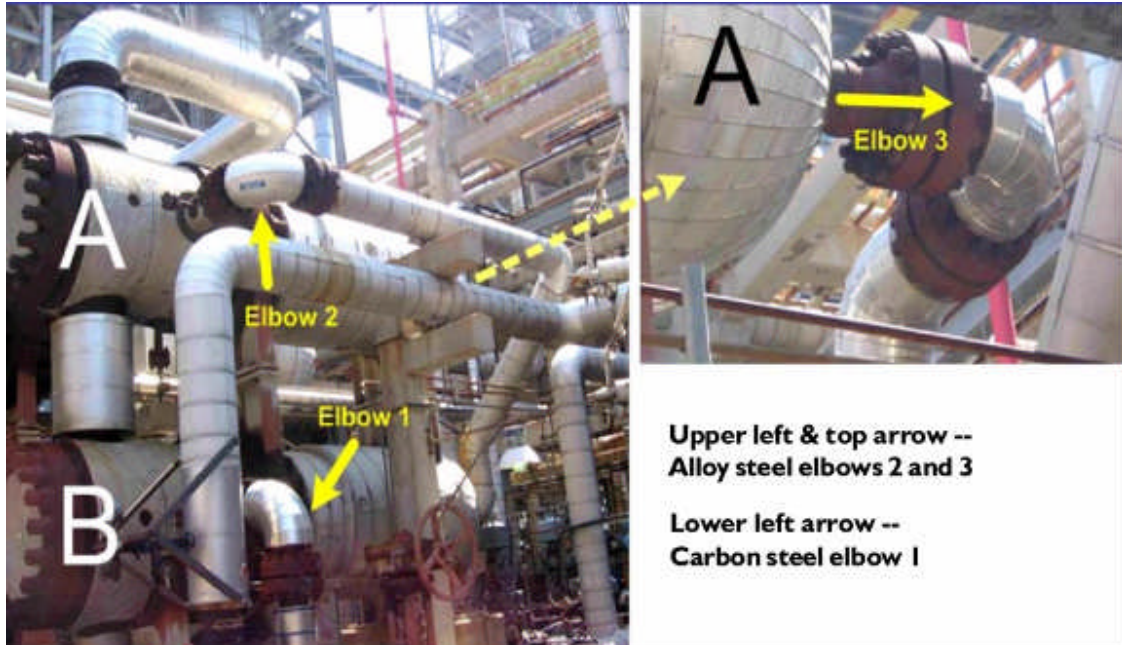 A
Elbow 2
Elbow 1
B
A
Elbow 3
Upper left & top arrow --
Alloy steel elbows 2 and 3
Lower left arrow --
Carbon steel elbow 1